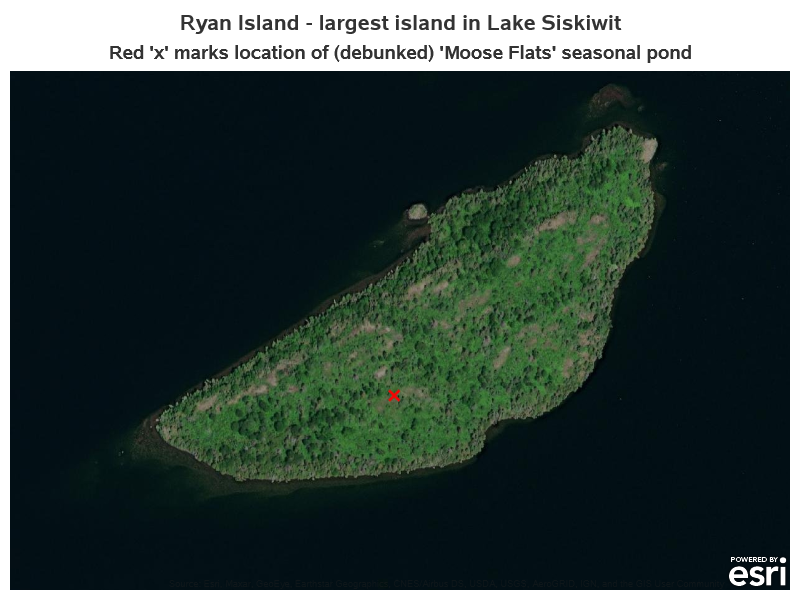 Ryan Island - largest island in Lake Siskiwit
Red 'x' marks location of (debunked) 'Moose Flats' seasonal pond
POWERED BY
esri